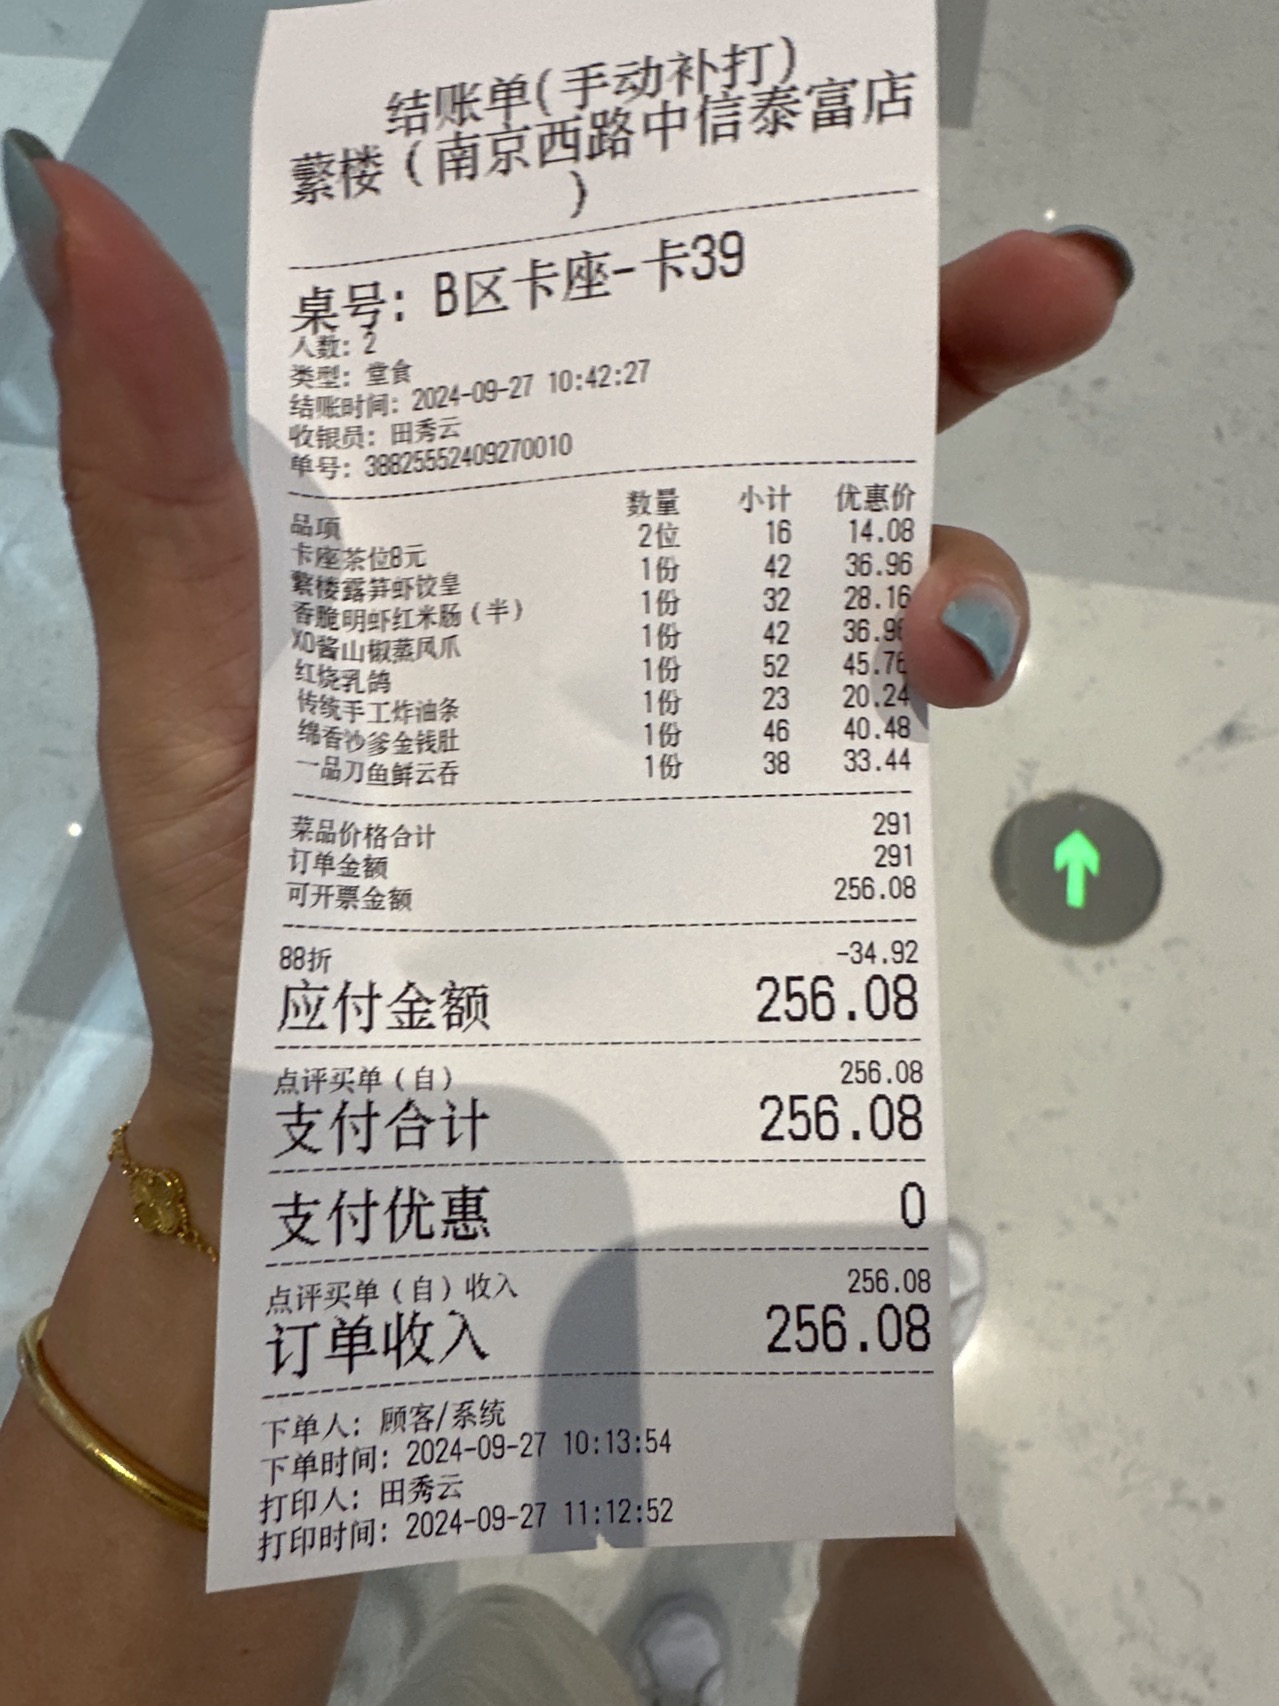 结账单(手动补打)
蘩楼(南京西路中信泰富店
)
桌号: B区卡座-卡39
人数: 2
类型: 堂食
结账时间: 2024-09-27 10:42:27
收银员: 田秀云
单号: 38825552409270010
品项 数量 小计 优惠价
卡座茶位8元 2位 16 14.08
蘩楼露笋虾饺皇 1份 42 36.96
香脆明虾红米肠(半) 1份 32 28.16
XO酱山椒蒸凤爪 1份 42 36.96
红烧乳鸽 1份 52 45.76
传统手工炸油条 1份 23 20.24
绵香沙爹金钱肚 1份 46 40.48
一品刀鱼鲜云吞 1份 38 33.44
菜品价格合计 291
订单金额 291
可开票金额 256.08
88折 -34.92
应付金额 256.08
点评买单(自) 256.08
支付合计 256.08
支付优惠 0
点评买单(自)收入 256.08
订单收入 256.08
下单人: 顾客/系统
下单时间: 2024-09-27 10:13:54
打印人: 田秀云
打印时间: 2024-09-27 11:12:52